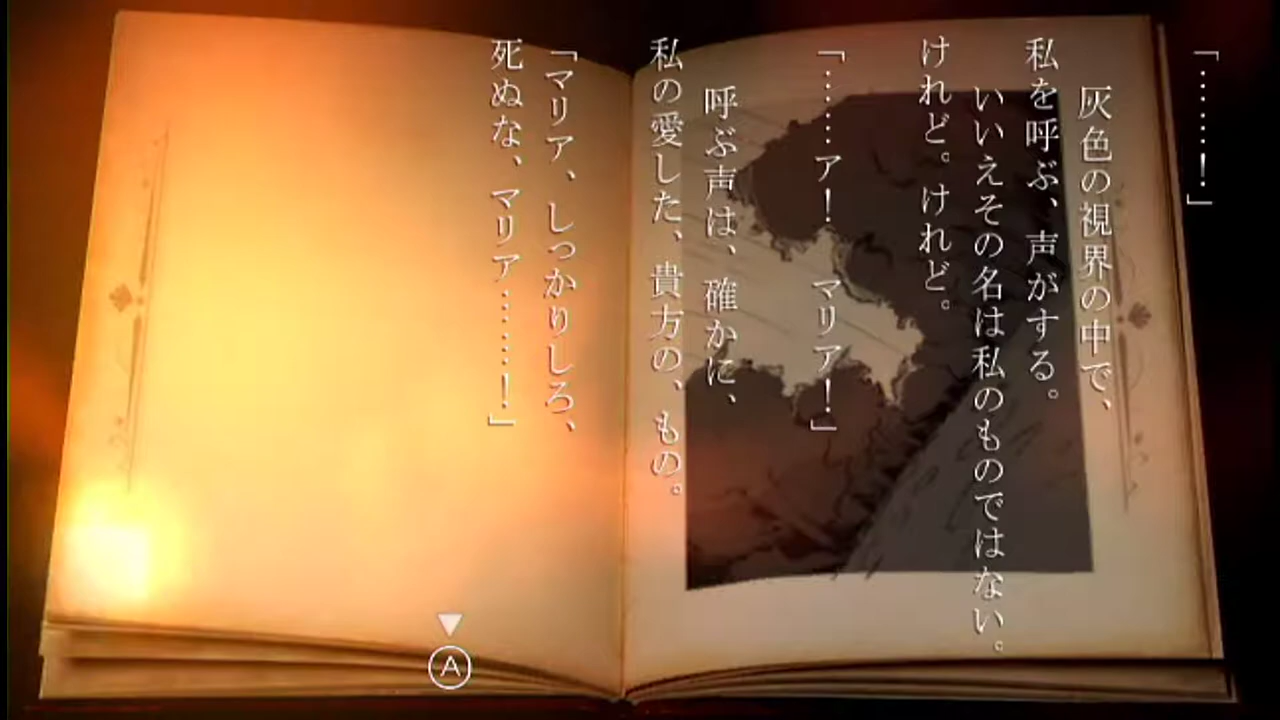 「……！」
灰色の視界の中で、
私を呼ぶ、声がする。
いいえその名は私のものではない。
けれど。けれど。
「……ア！　マリア！」
呼ぶ声は、確かに、
私の愛した、貴方の、もの。
「マリア、しっかりしろ、
死ぬな、マリア……！」
A